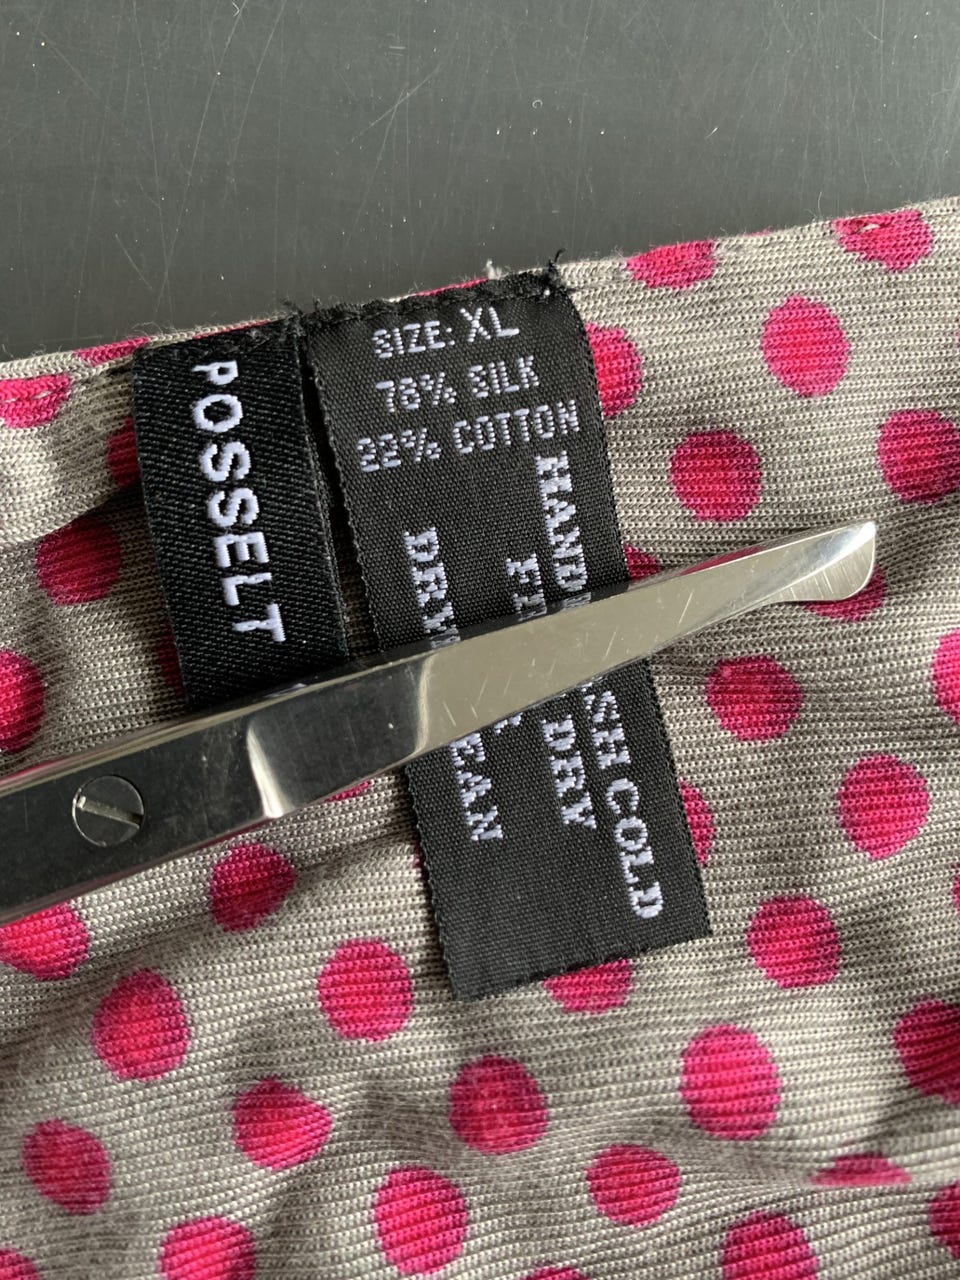 POSSELT
SIZE: XL
78% SILK
22% COTTON
HAND COLD
DRY
DRY